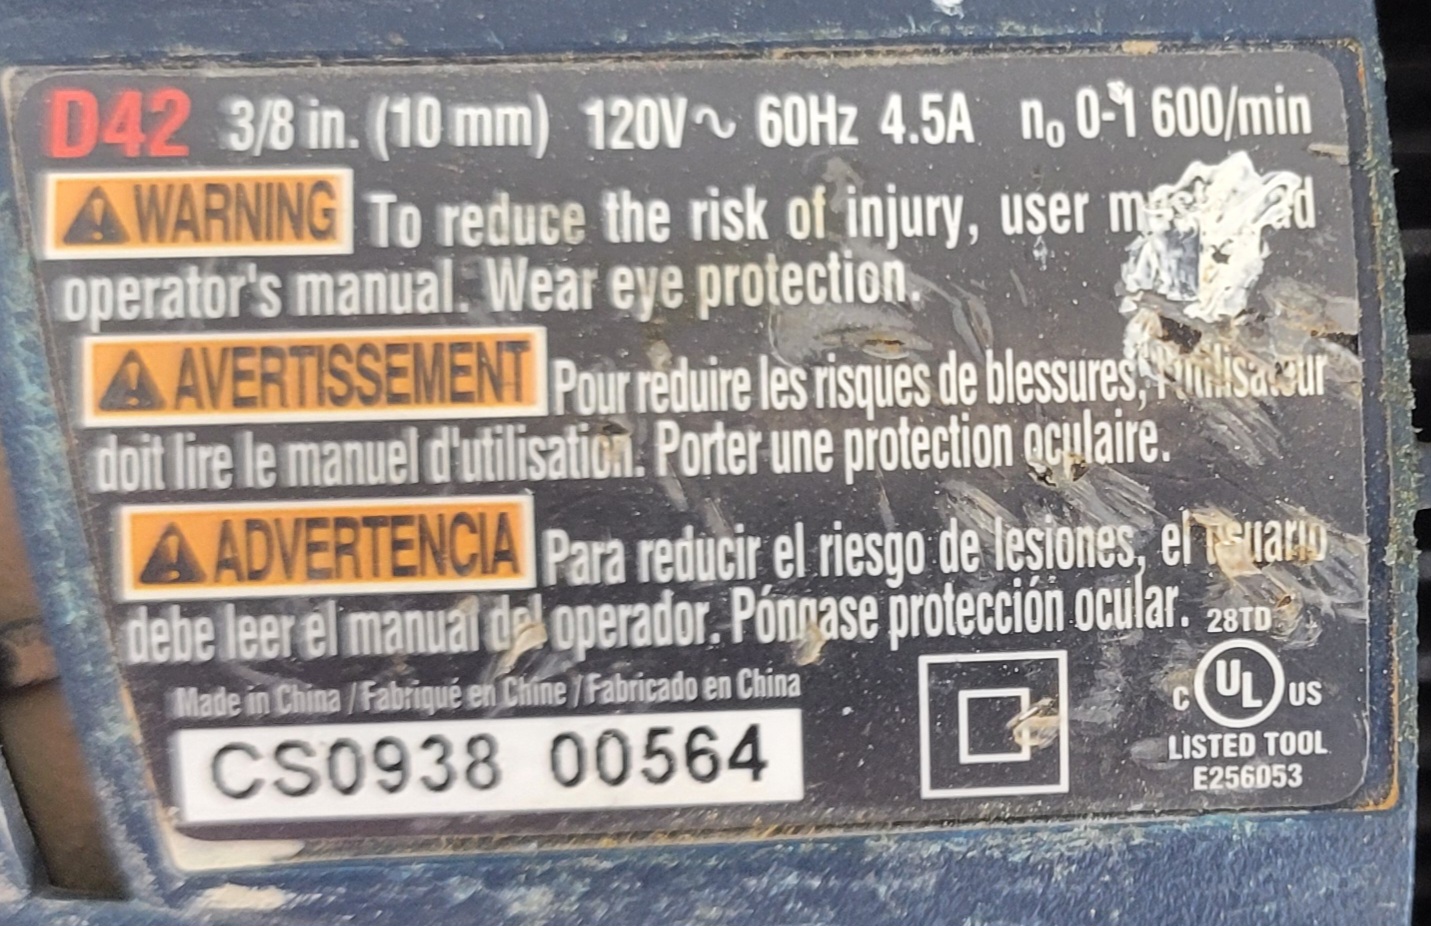 D42 3/8 in. (10 mm) 120V~ 60Hz 4.5A n₀ 0-1 600/min
WARNING To reduce the risk of injury, user
operator's manual. Wear eye protection.
AVERTISSEMENT Pour reduire les risques de blessures, l'utilisateur
doit lire le manuel d'utilisation. Porter une protection oculaire.
ADVERTENCIA Para reducir el riesgo de lesiones, el usuario
debe leer el manual del operador. Póngase protección ocular.
28TD
Made in China / Fabriqué en Chine / Fabricado en China
CS0938 00564
C UL US
LISTED TOOL
E256053